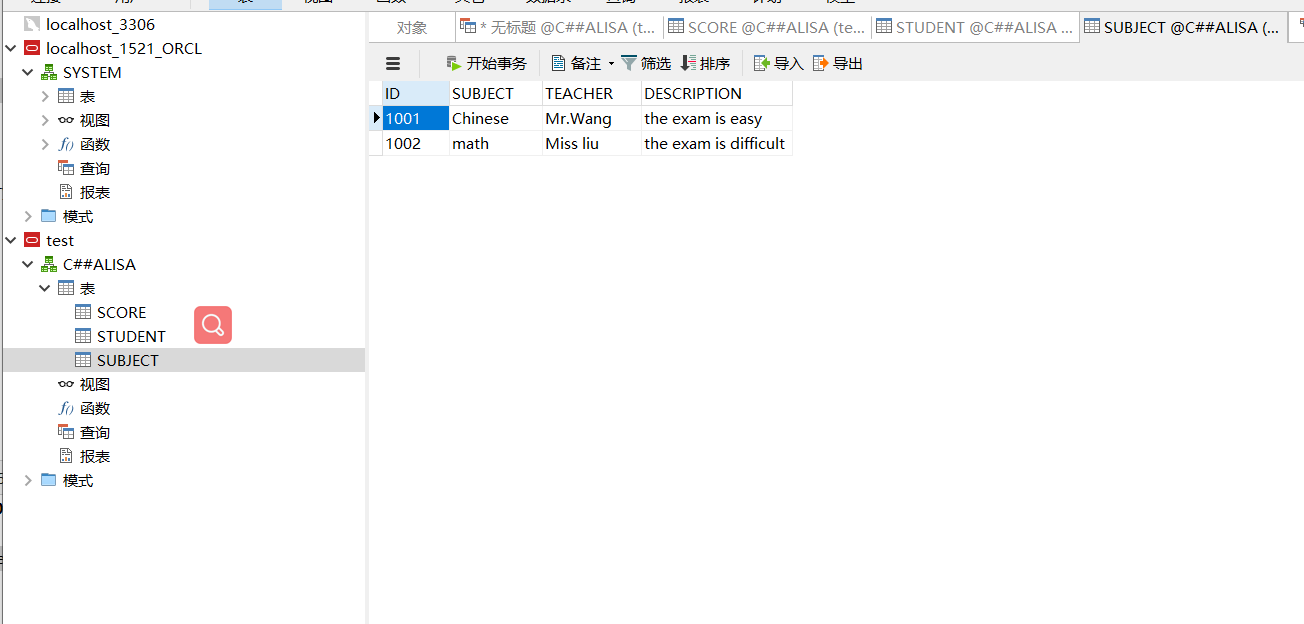 localhost_3306
localhost_1521_ORCL
SYSTEM
表
视图
函数
查询
报表
模式
test
C##ALISA
表
SCORE
STUDENT
SUBJECT
视图
函数
查询
报表
模式
对象 * 无标题 @C##ALISA (t... SCORE @C##ALISA (te... STUDENT @C##ALISA ... SUBJECT @C##ALISA (...
开始事务 备注 筛选 排序 导入 导出
ID SUBJECT TEACHER DESCRIPTION
1001 Chinese Mr.Wang the exam is easy
1002 math Miss liu the exam is difficult